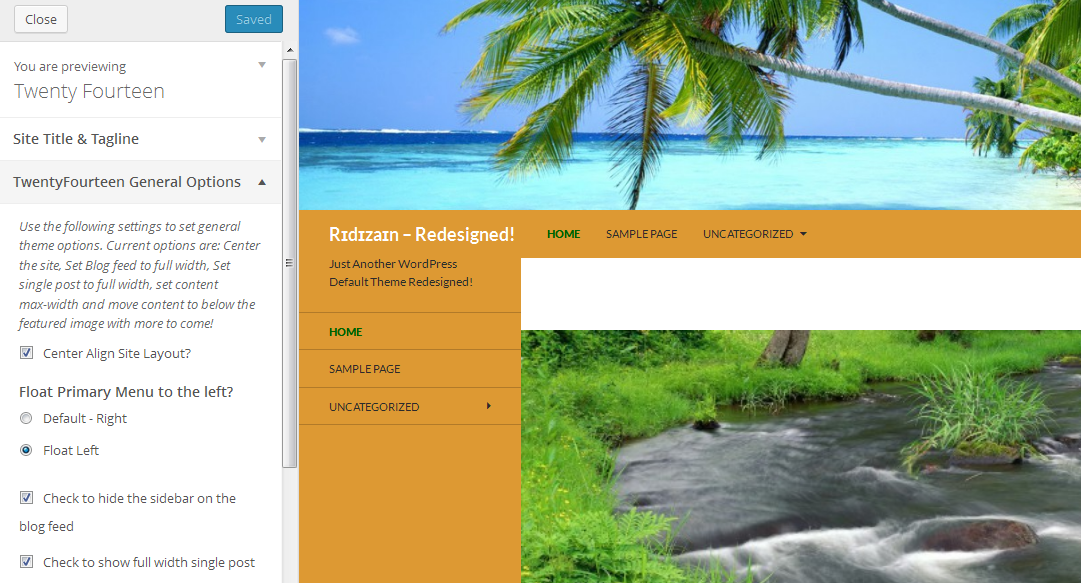 Close
Saved
You are previewing
Twenty Fourteen
Site Title & Tagline
TwentyFourteen General Options
Use the following settings to set general
theme options. Current options are: Center
the site, Set Blog feed to full width, Set
single post to full width, set content
max-width and move content to below the
featured image with more to come!
Center Align Site Layout?
Float Primary Menu to the left?
Default - Right
Float Left
Check to hide the sidebar on the
blog feed
Check to show full width single post
Rɪdɪzaɪn – Redesigned!
HOME SAMPLE PAGE UNCATEGORIZED
Just Another WordPress
Default Theme Redesigned!
HOME
SAMPLE PAGE
UNCATEGORIZED